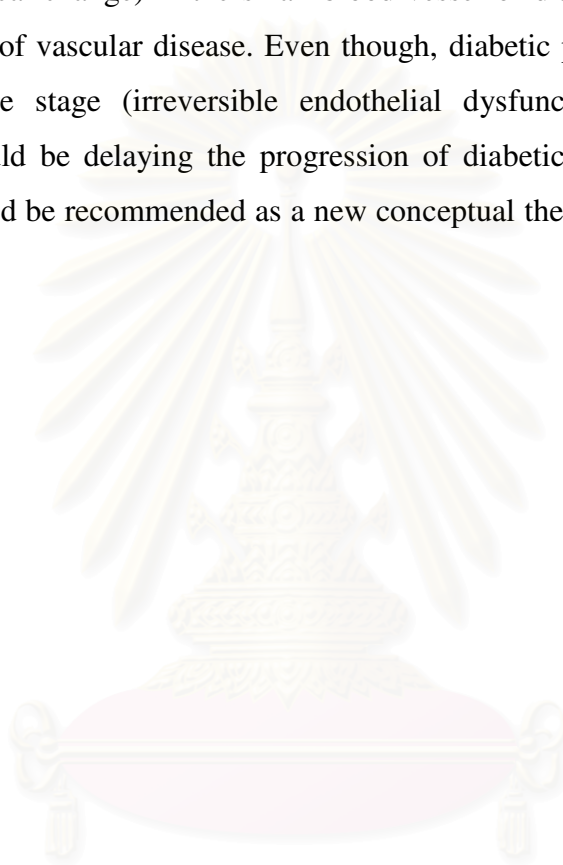 of vascular disease. Even though, diabetic
e stage (irreversible endothelial dysfunc
ld be delaying the progression of diabetic
d be recommended as a new conceptual the